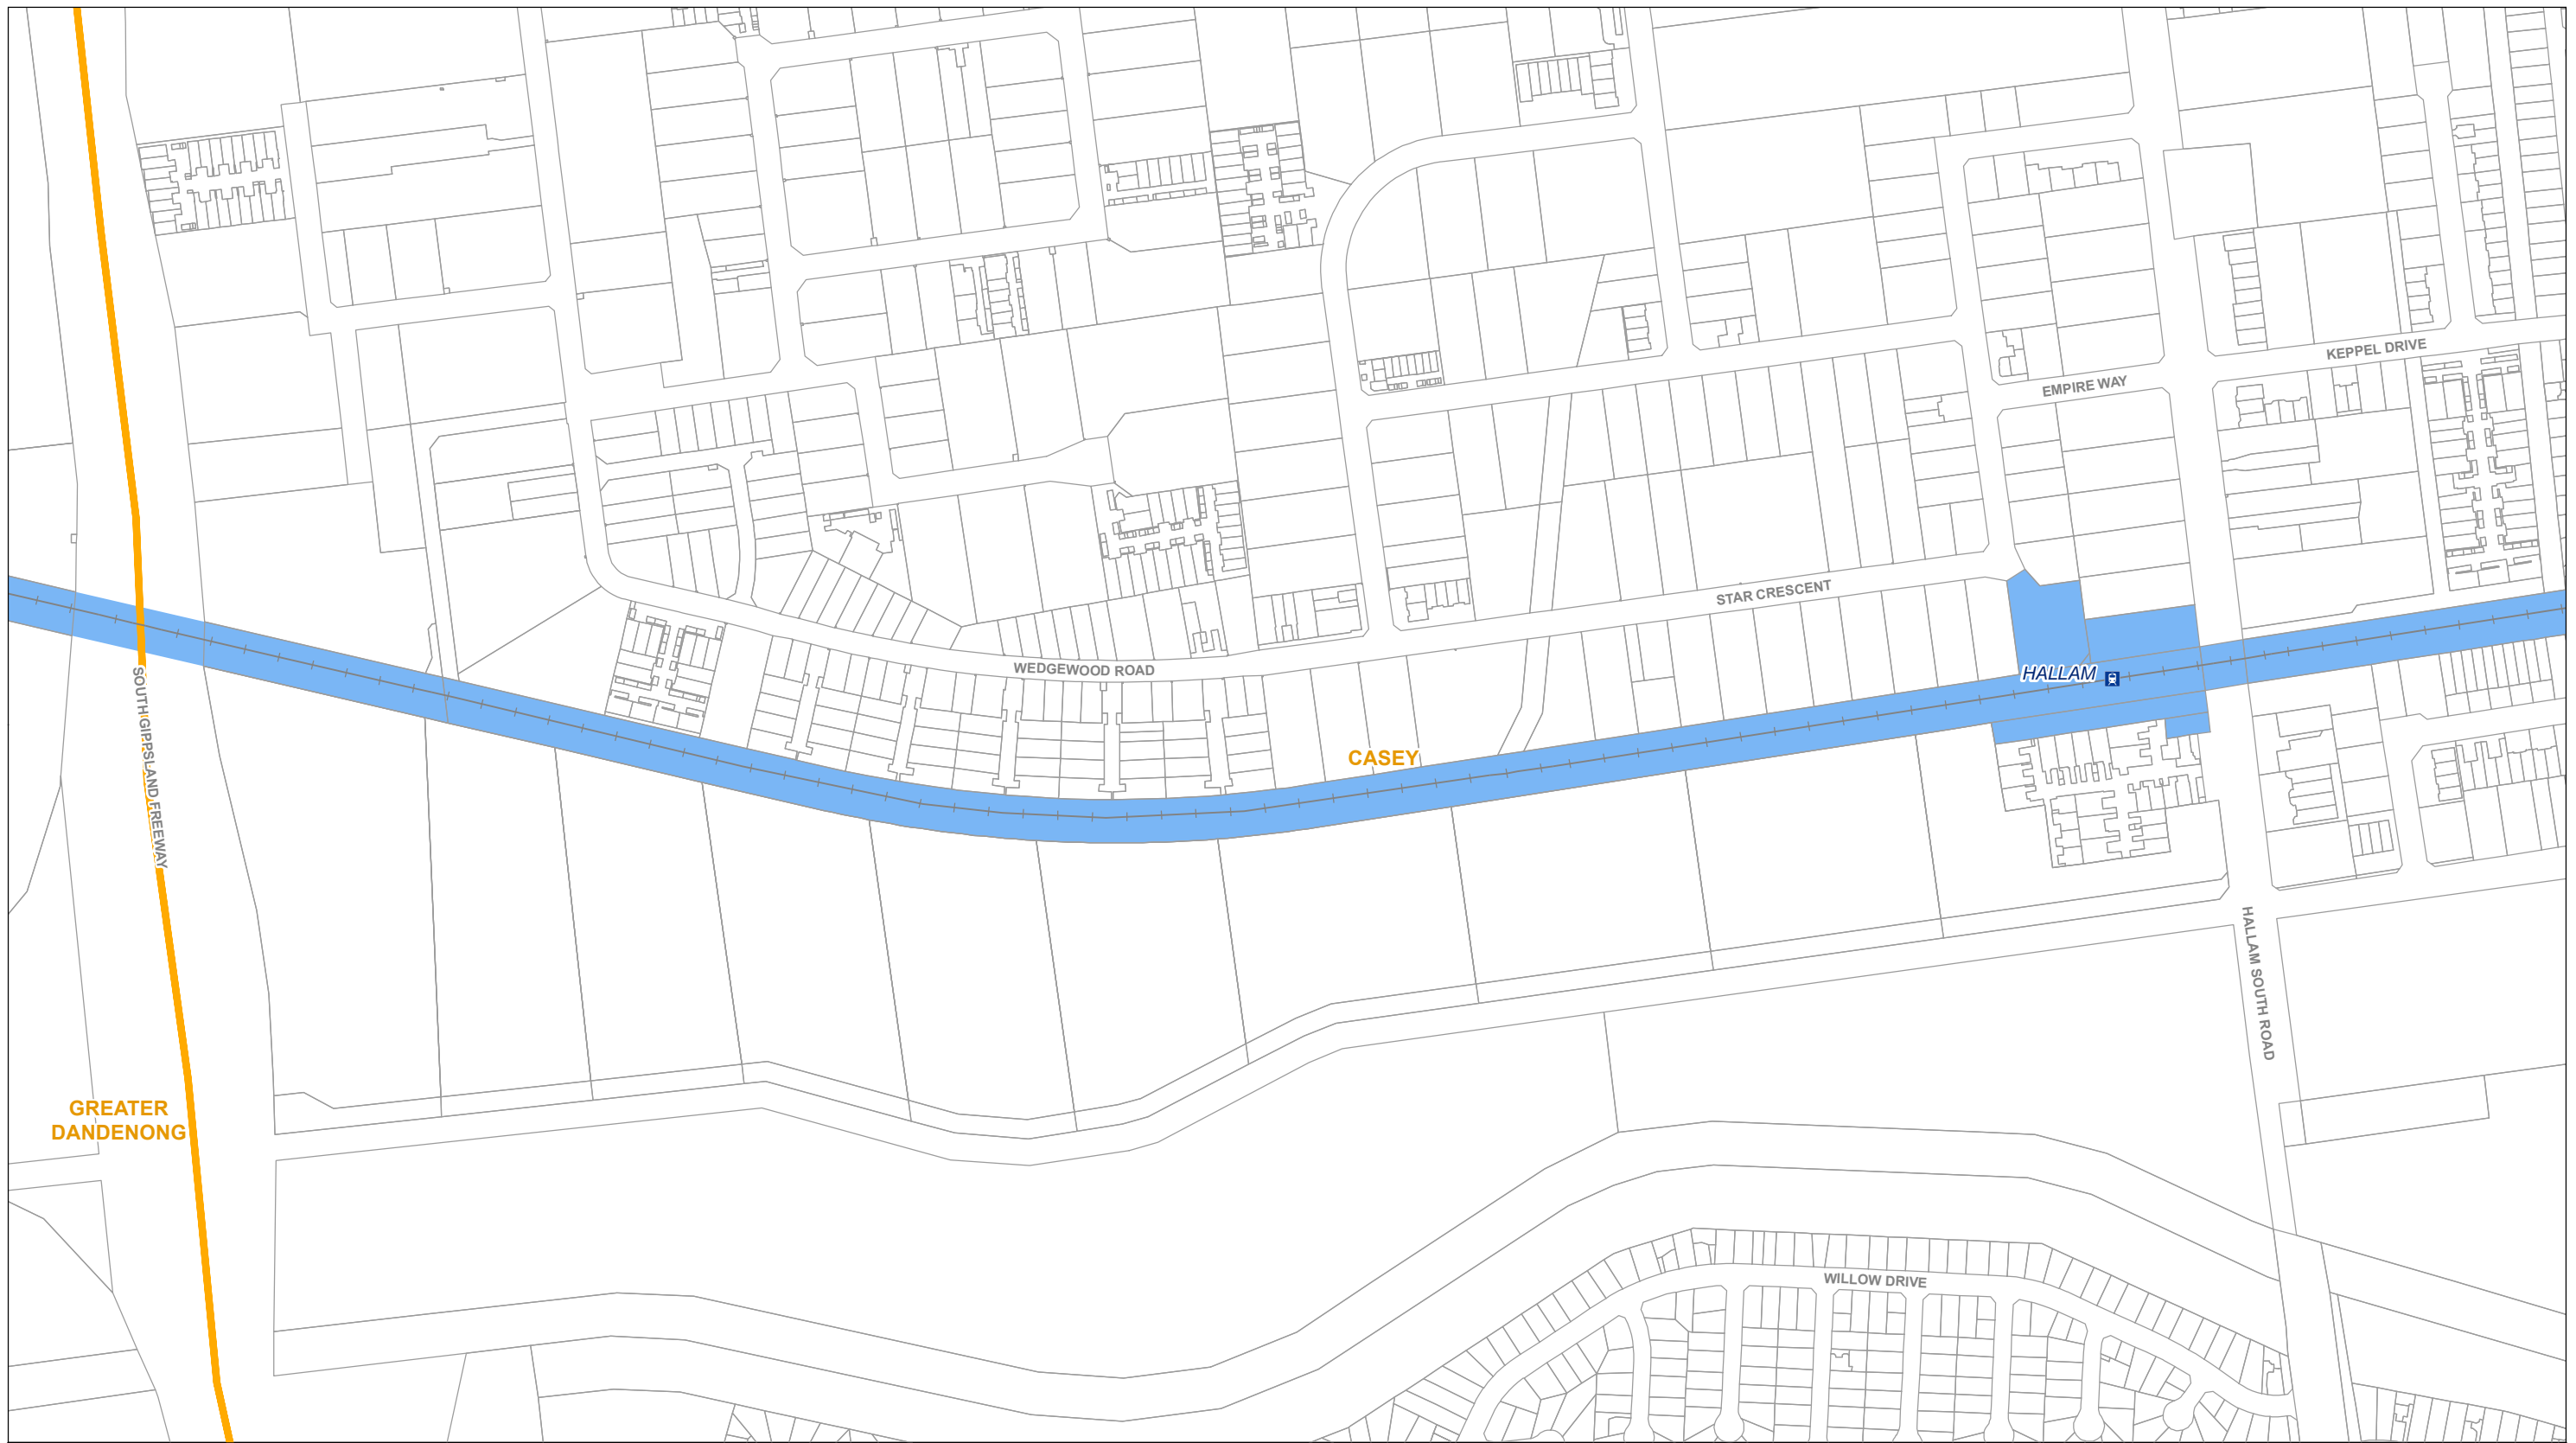 KEPPEL DRIVE
EMPIRE WAY
STAR CRESCENT
WEDGEWOOD ROAD
HALLAM
SOUTH GIPPSLAND FREEWAY
CASEY
HALLAM SOUTH ROAD
GREATER
DANDENONG
WILLOW DRIVE